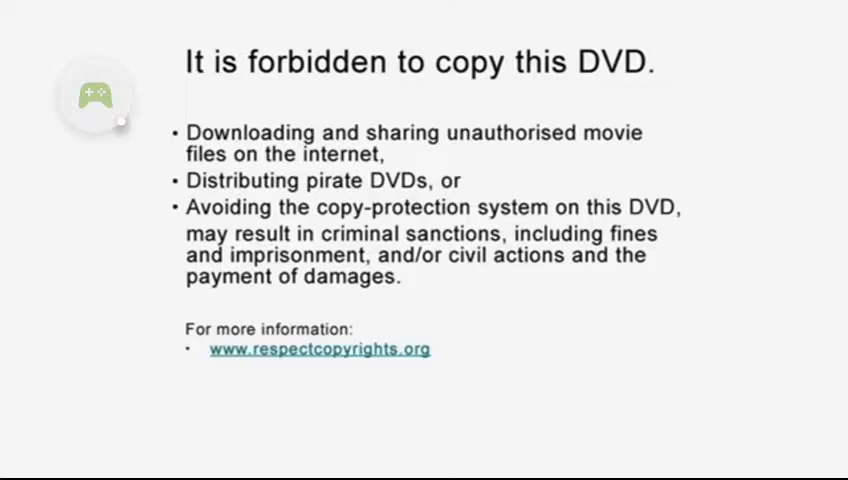 It is forbidden to copy this DVD.
• Downloading and sharing unauthorised movie
files on the internet,
• Distributing pirate DVDs, or
• Avoiding the copy-protection system on this DVD,
may result in criminal sanctions, including fines
and imprisonment, and/or civil actions and the
payment of damages.
For more information:
• www.respectcopyrights.org